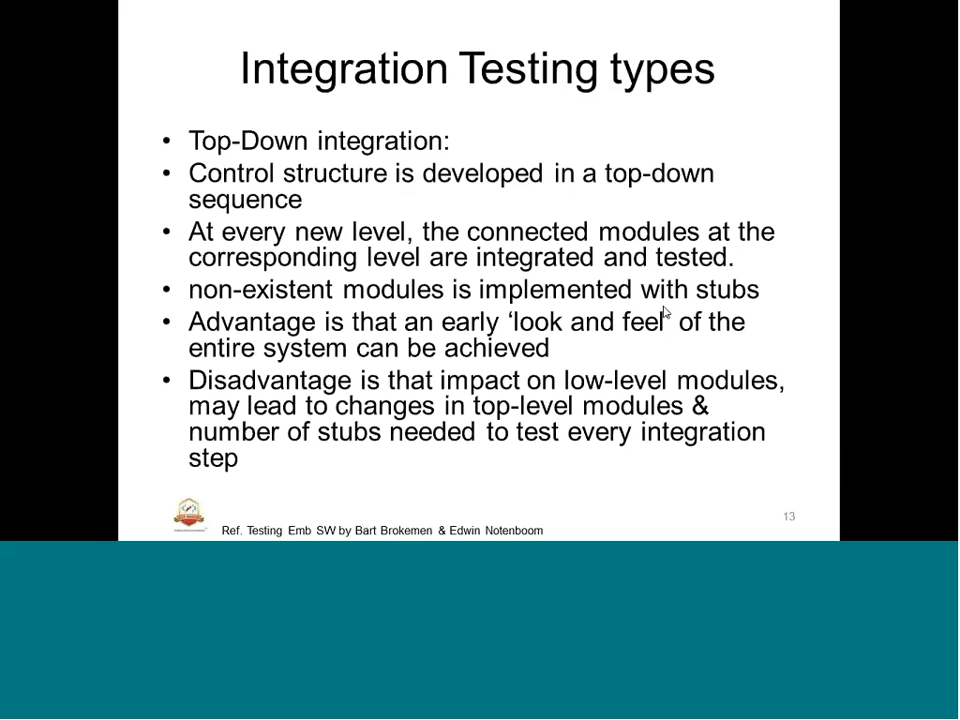 Integration Testing types
• Top-Down integration:
• Control structure is developed in a top-down
sequence
• At every new level, the connected modules at the
corresponding level are integrated and tested.
• non-existent modules is implemented with stubs
• Advantage is that an early ‘look and feel’ of the
entire system can be achieved
• Disadvantage is that impact on low-level modules,
may lead to changes in top-level modules &
number of stubs needed to test every integration
step
Ref. Testing Emb SW by Bart Brokemen & Edwin Notenboom
13